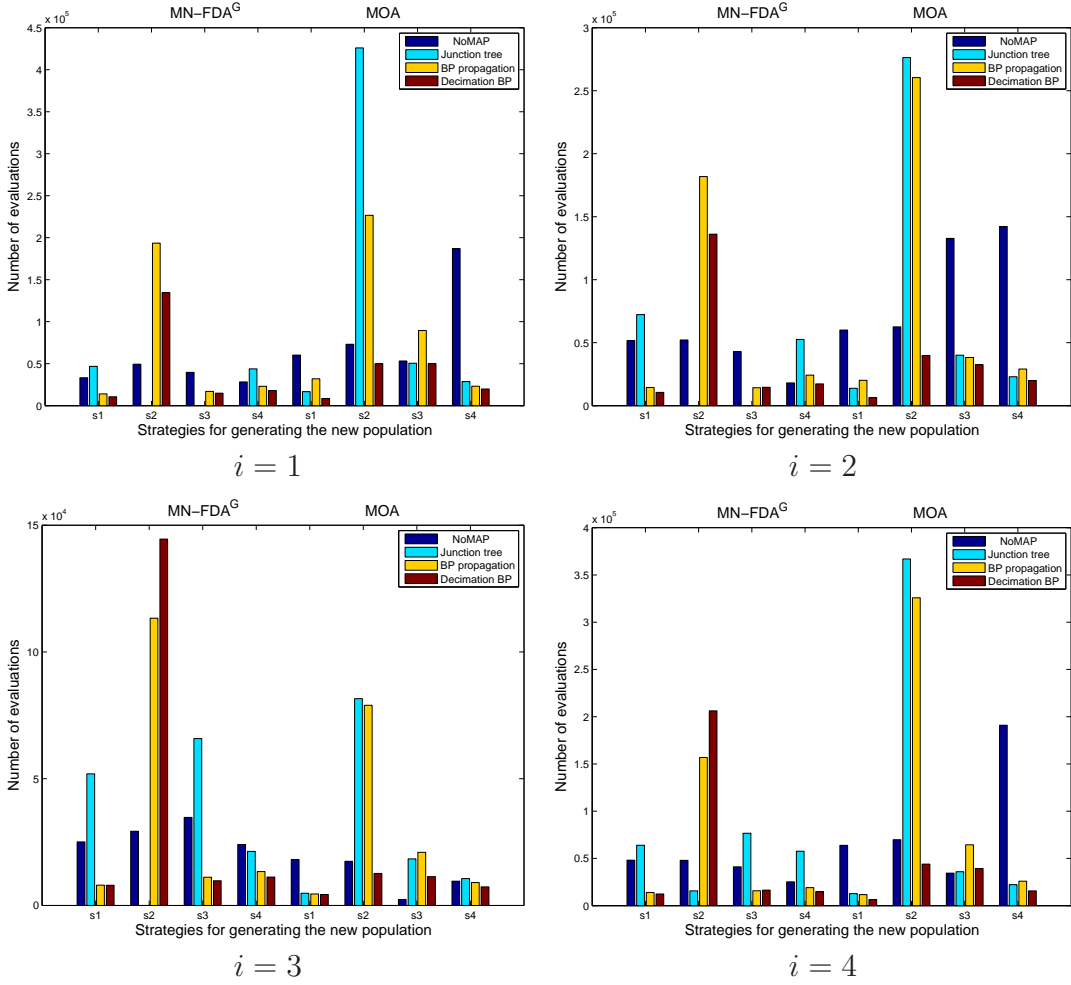 MN−FDA^G MOA
x 10^5
4.5
4
3.5
3
2.5
2
1.5
1
0.5
0
Number of evaluations
NoMAP
Junction tree
BP propagation
Decimation BP
s1 s2 s3 s4 s1 s2 s3 s4
Strategies for generating the new population
i = 1
MN−FDA^G MOA
x 10^5
3
2.5
2
1.5
1
0.5
0
Number of evaluations
NoMAP
Junction tree
BP propagation
Decimation BP
s1 s2 s3 s4 s1 s2 s3 s4
Strategies for generating the new population
i = 2
MN−FDA^G MOA
x 10^4
15
10
5
0
Number of evaluations
NoMAP
Junction tree
BP propagation
Decimation BP
s1 s2 s3 s4 s1 s2 s3 s4
Strategies for generating the new population
i = 3
MN−FDA^G MOA
x 10^5
4
3.5
3
2.5
2
1.5
1
0.5
0
Number of evaluations
NoMAP
Junction tree
BP propagation
Decimation BP
s1 s2 s3 s4 s1 s2 s3 s4
Strategies for generating the new population
i = 4